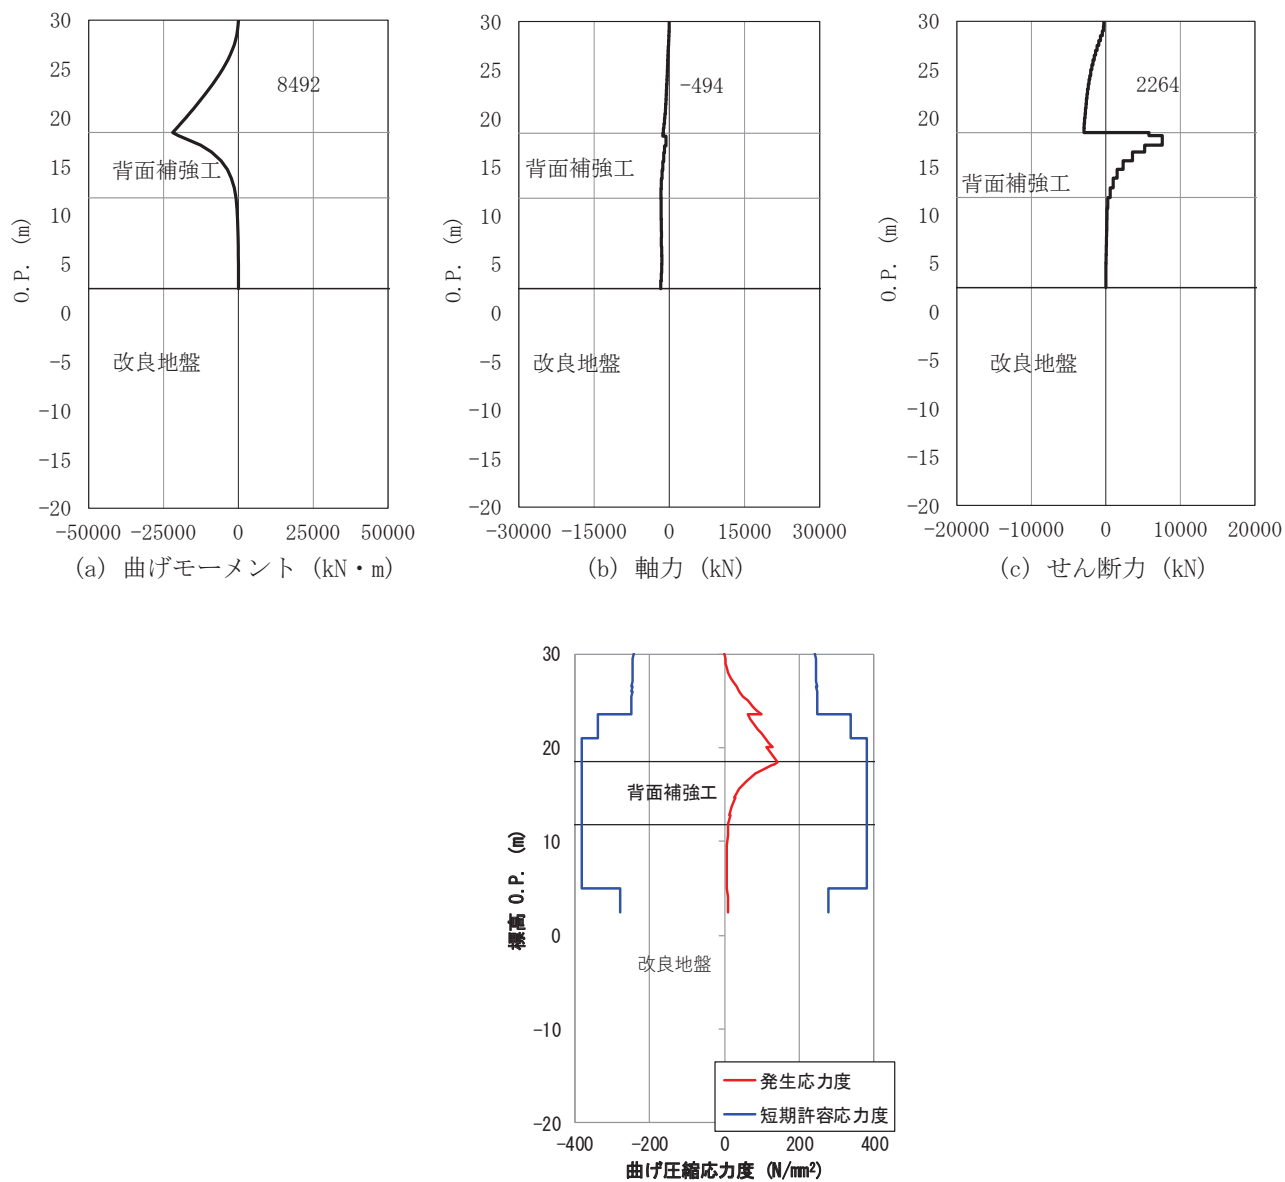 30
25
20
15
10
5
0
-5
-10
-15
-20
O.P. (m)
8492
背面補強工
改良地盤
-50000 -25000 0 25000 50000
(a) 曲げモーメント (kN・m)
30
25
20
15
10
5
0
-5
-10
-15
-20
O.P. (m)
-494
背面補強工
改良地盤
-30000 -15000 0 15000 30000
(b) 軸力 (kN)
30
25
20
15
10
5
0
-5
-10
-15
-20
O.P. (m)
2264
背面補強工
改良地盤
-20000 -10000 0 10000 20000
(c) せん断力 (kN)
30
20
10
0
-10
-20
標高 O.P. (m)
背面補強工
改良地盤
発生応力度
短期許容応力度
-400 -200 0 200 400
曲げ圧縮応力度 (N/mm²)